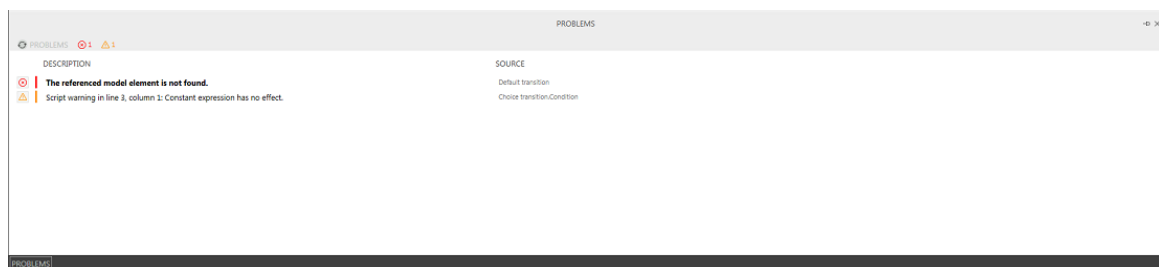 PROBLEMS
PROBLEMS 1 1
DESCRIPTION SOURCE
The referenced model element is not found. Default transition
Script warning in line 3, column 1: Constant expression has no effect. Choice transition.Condition
PROBLEMS